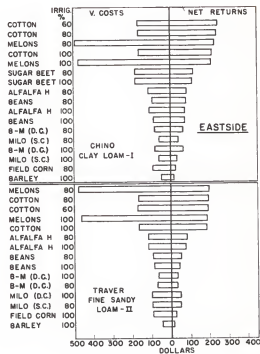 IRRIG. %
V. COSTS
NET RETURNS
COTTON 60
COTTON 80
MELONS 80
COTTON 100
MELONS 100
SUGAR BEET 80
SUGAR BEET 100
ALFALFA H 80
BEANS 80
ALFALFA H 100
BEANS 100
B-M (D.C.) 80
MILO (S.C.) 80
B-M (D.C.) 100
MILO (S.C.) 100
FIELD CORN 80
BARLEY 100
EASTSIDE
CHINO
CLAY LOAM-I
MELONS 80
COTTON 80
COTTON 60
MELONS 100
COTTON 100
ALFALFA H 80
ALFALFA H 100
BEANS 80
BEANS 100
B-M (D.C.) 100
B-M (D.C.) 80
MILO (S.C.) 100
MILO (S.C.) 80
FIELD CORN 100
BARLEY 100
TRAVER
FINE SANDY
LOAM-II
500 400 300 200 100 0 100 200 300 400
DOLLARS